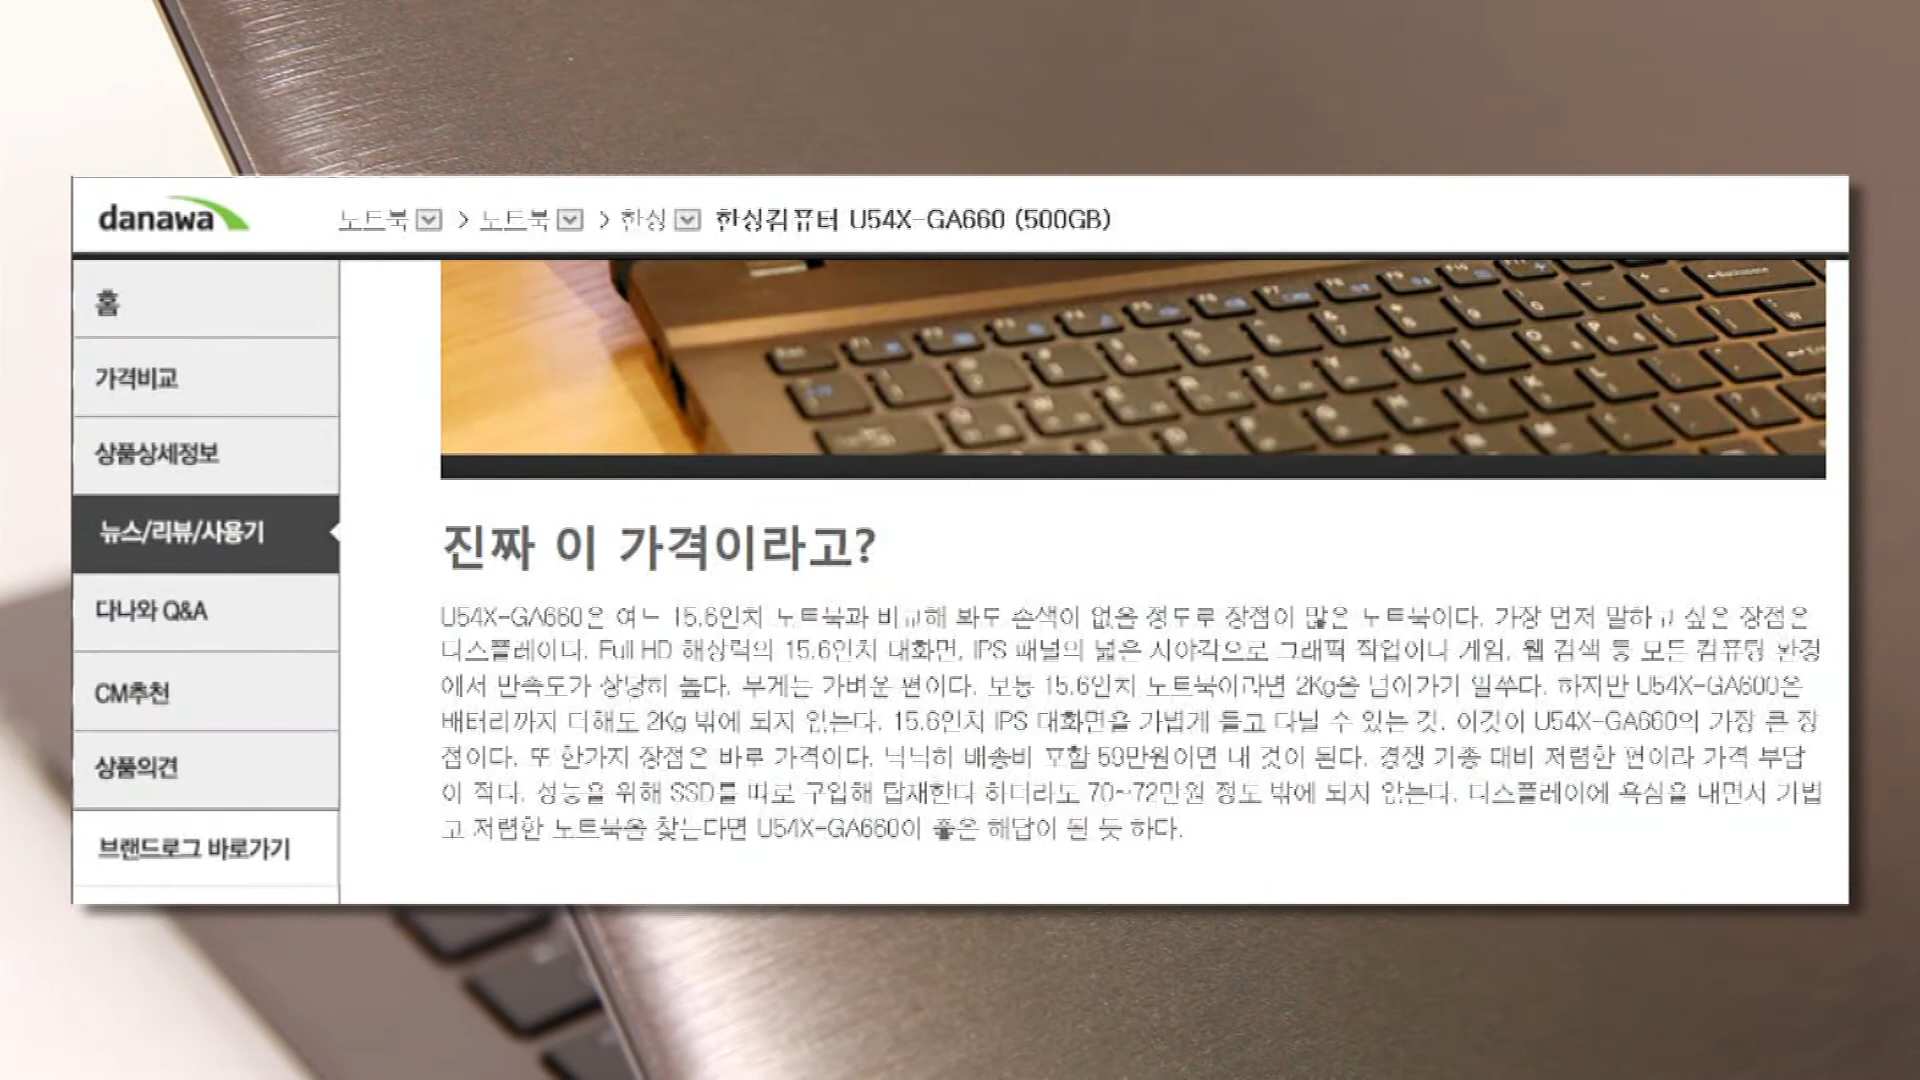 danawa
노트북 > 노트북 > 한성 한성컴퓨터 U54X-GA660 (500GB)
홈
가격비교
상품상세정보
뉴스/리뷰/사용기
다나와 Q&A
CM추천
상품의견
브랜드로그 바로가기
진짜 이 가격이라고?
U54X-GA660은 여느 15.6인치 노트북과 비교해 봐도 손색이 없을 정도로 장점이 많은 노트북이다. 가장 먼저 말하고 싶은 장점은
디스플레이다. Full HD 해상력의 15.6인치 대화면, IPS 패널의 넓은 시야각으로 그래픽 작업이나 게임, 웹 검색 등 모든 컴퓨팅 환경
에서 만족도가 상당히 높다. 무게는 가벼운 편이다. 보통 15.6인치 노트북이라면 2Kg을 넘어가기 일쑤다. 하지만 U54X-GA600은
배터리까지 더해도 2Kg 밖에 되지 않는다. 15.6인치 IPS 대화면을 가볍게 들고 다닐 수 있는 것. 이것이 U54X-GA660의 가장 큰 장
점이다. 또 한가지 장점은 바로 가격이다. 넉넉히 배송비 포함 59만원이면 내 것이 된다. 경쟁 기종 대비 저렴한 편이라 가격 부담
이 적다. 성능을 위해 SSD를 따로 구입해 탑재한다 하더라도 70~72만원 정도 밖에 되지 않는다. 디스플레이에 욕심을 내면서 가볍
고 저렴한 노트북을 찾는다면 U54X-GA660이 좋은 해답이 될 듯 하다.